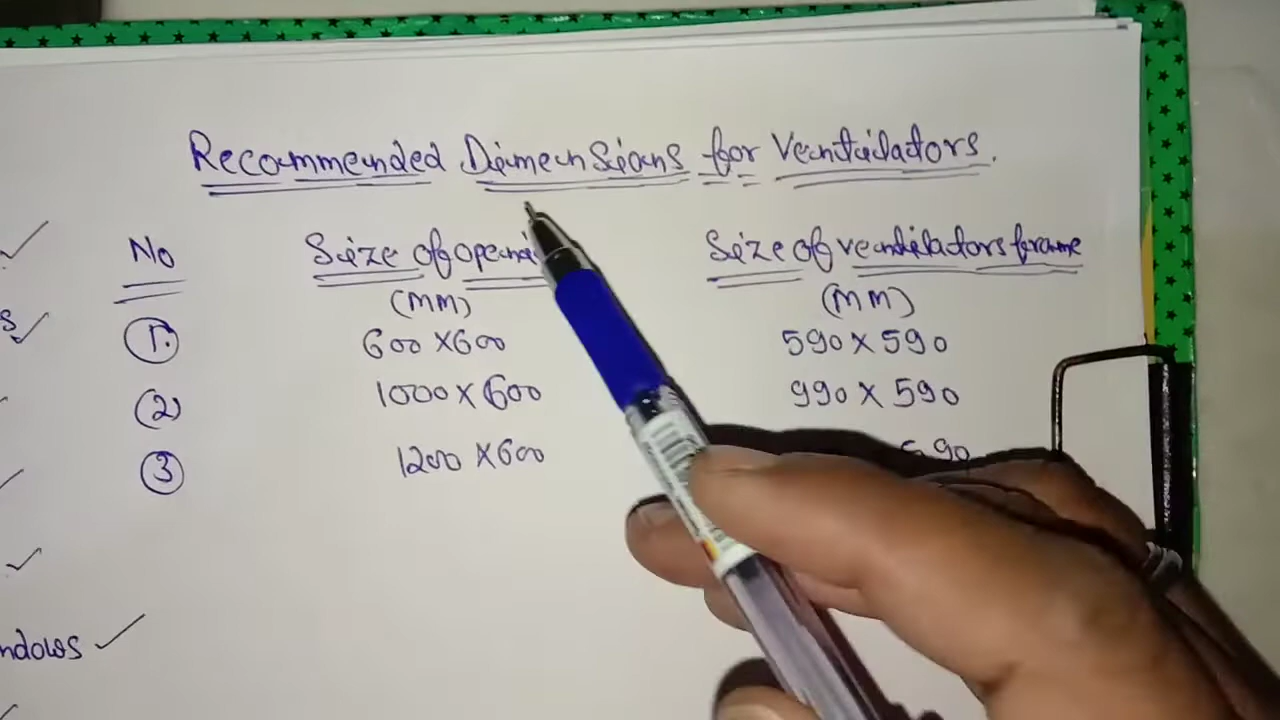 Recommended Dimensions for Ventilators.
No Size of Size of ventilators frame
(MM) (MM)
1. 600 X 600 590 X 590
(2) 1000 X 600 990 X 590
3 1200 X 600